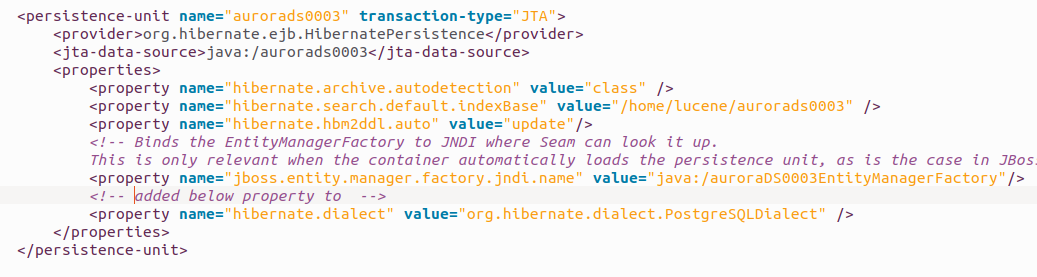 <persistence-unit name="aurorads0003" transaction-type="JTA">
<provider>org.hibernate.ejb.HibernatePersistence</provider>
<jta-data-source>java:/aurorads0003</jta-data-source>
<properties>
<property name="hibernate.archive.autodetection" value="class" />
<property name="hibernate.search.default.indexBase" value="/home/lucene/aurorads0003" />
<property name="hibernate.hbm2ddl.auto" value="update"/>
<!-- Binds the EntityManagerFactory to JNDI where Seam can look it up.
This is only relevant when the container automatically loads the persistence unit, as is the case in JBos
<property name="jboss.entity.manager.factory.jndi.name" value="java:/auroraDS0003EntityManagerFactory"/>
<!-- added below property to  -->
<property name="hibernate.dialect" value="org.hibernate.dialect.PostgreSQLDialect" />
</properties>
</persistence-unit>